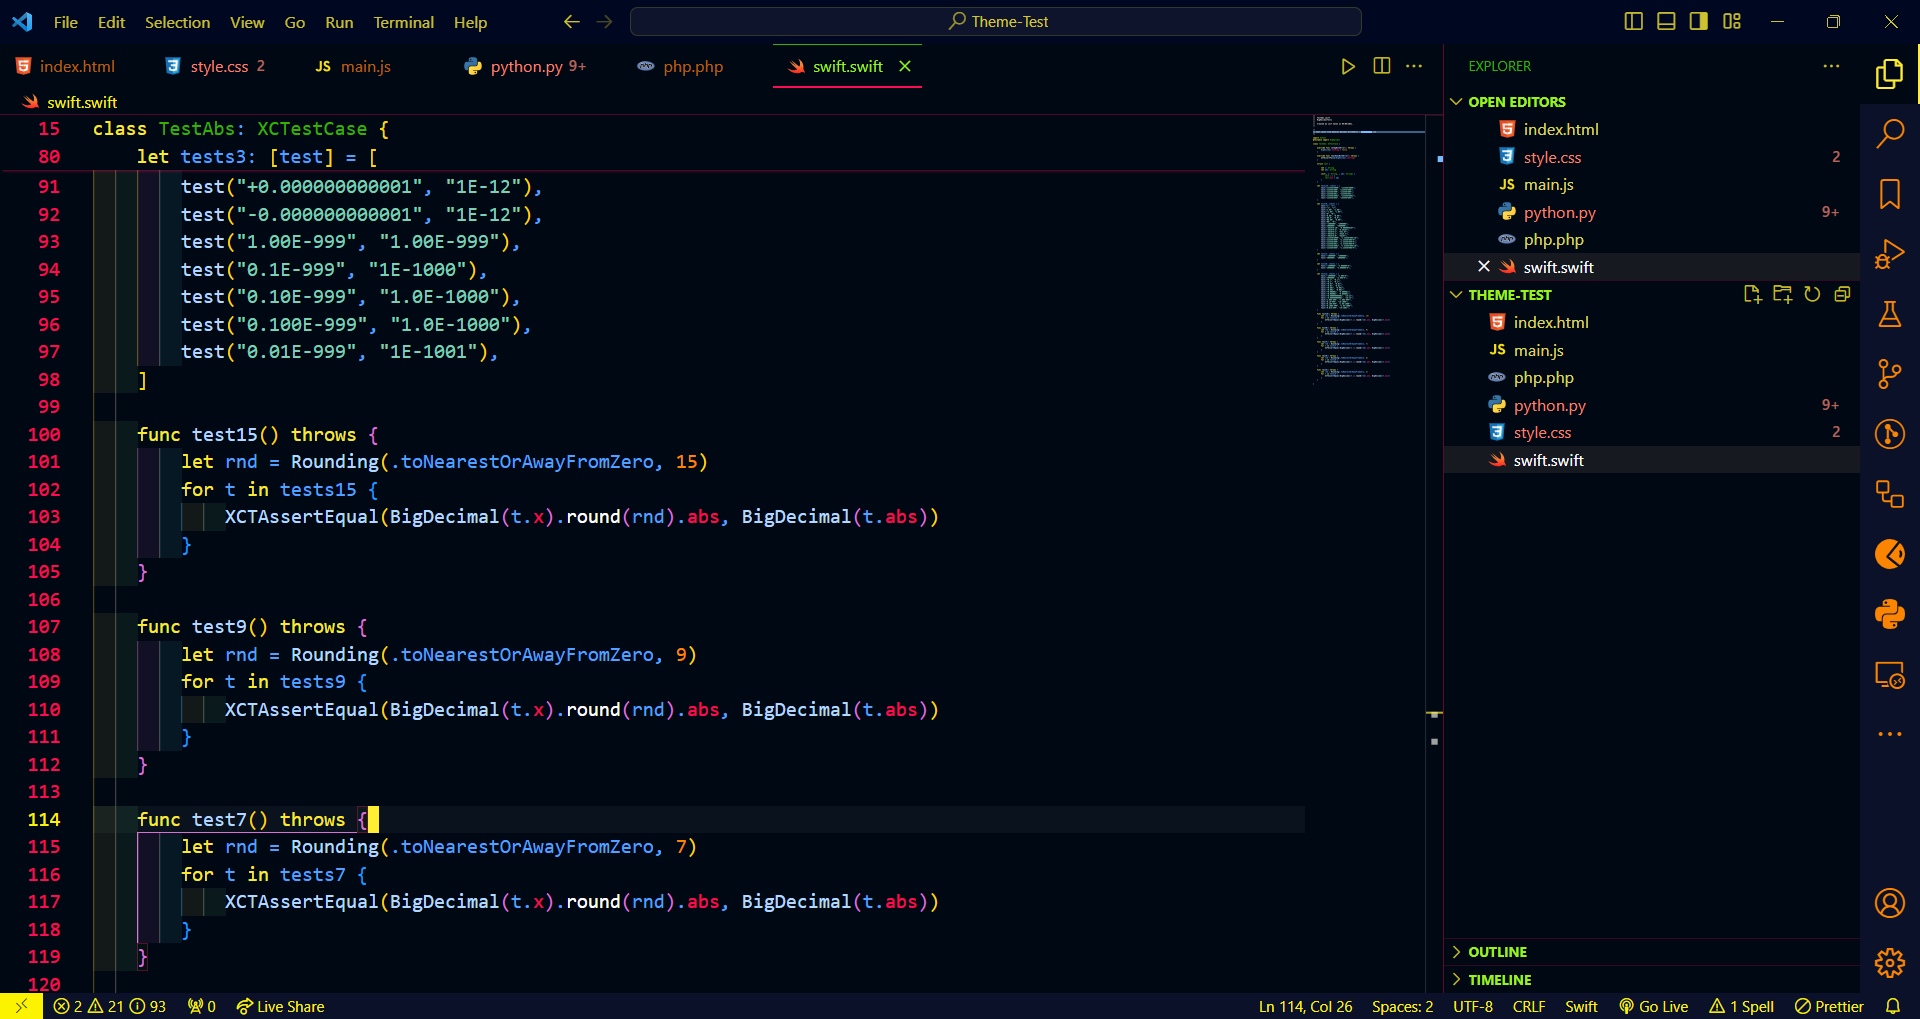 File Edit Selection View Go Run Terminal Help
Theme-Test
index.html
style.css 2
JS main.js
python.py 9+
php.php
swift.swift
swift.swift
15 class TestAbs: XCTestCase {
80 let tests3: [test] = [
91 test("+0.000000000001", "1E-12"),
92 test("-0.000000000001", "1E-12"),
93 test("1.00E-999", "1.00E-999"),
94 test("0.1E-999", "1E-1000"),
95 test("0.10E-999", "1.0E-1000"),
96 test("0.100E-999", "1.0E-1000"),
97 test("0.01E-999", "1E-1001"),
98 ]
99
100 func test15() throws {
101 let rnd = Rounding(.toNearestOrAwayFromZero, 15)
102 for t in tests15 {
103 XCTAssertEqual(BigDecimal(t.x).round(rnd).abs, BigDecimal(t.abs))
104 }
105 }
106
107 func test9() throws {
108 let rnd = Rounding(.toNearestOrAwayFromZero, 9)
109 for t in tests9 {
110 XCTAssertEqual(BigDecimal(t.x).round(rnd).abs, BigDecimal(t.abs))
111 }
112 }
113
114 func test7() throws {
115 let rnd = Rounding(.toNearestOrAwayFromZero, 7)
116 for t in tests7 {
117 XCTAssertEqual(BigDecimal(t.x).round(rnd).abs, BigDecimal(t.abs))
118 }
119 }
120
EXPLORER
OPEN EDITORS
index.html
style.css 2
JS main.js
python.py 9+
php.php
swift.swift
THEME-TEST
index.html
JS main.js
php.php
python.py 9+
style.css 2
swift.swift
OUTLINE
TIMELINE
2 21 93 0 Live Share
Ln 114, Col 26 Spaces: 2 UTF-8 CRLF Swift Go Live 1 Spell Prettier